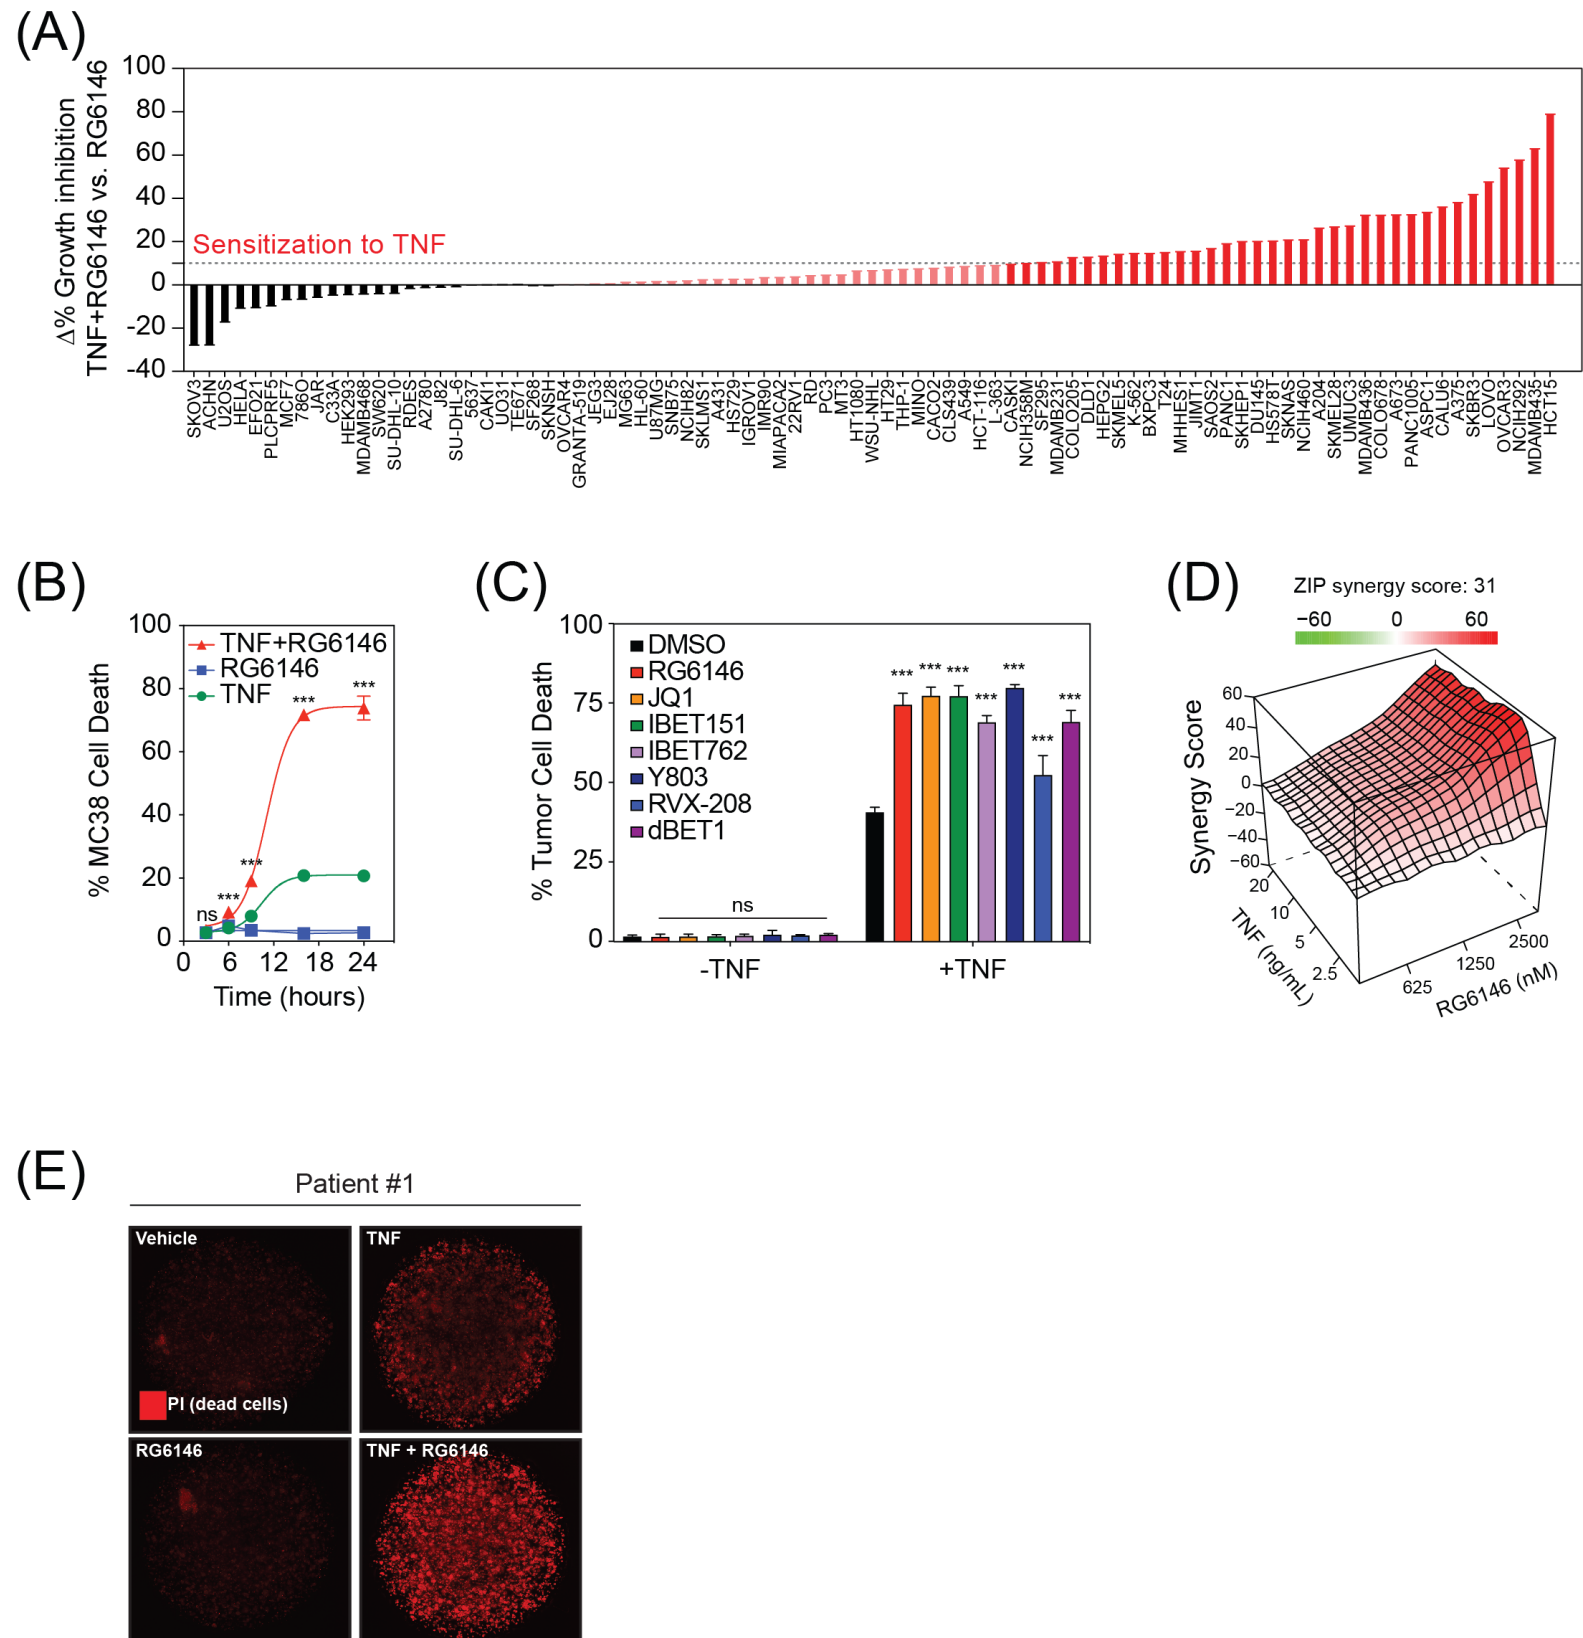 (A)
Δ% Growth inhibition
TNF+RG6146 vs. RG6146
100
80
60
40
20
0
-20
-40
Sensitization to TNF
SKOV3
ACHN
U2OS
HELA
EFO21
PLCPRF5
MCF7
786O
JAR
C33A
HEK293
MDAMB468
SW620
SU-DHL-10
RDES
A2780
J82
SU-DHL-6
5637
CAKI1
UO31
TE671
SF268
SKNSH
OVCAR4
GRANTA-519
JEG3
EJ28
MG63
HL-60
U87MG
SNB75
NCIH82
SKLMS1
A431
HS729
IGROV1
IMR90
MIAPACA2
22RV1
RD
PC3
MT3
HT1080
WSU-NHL
HT29
THP-1
MINO
CACO2
CLS439
A549
HCT-116
L-363
CASKI
NCIH358M
SF295
MDAMB231
COLO205
DLD1
HEPG2
SKMEL5
K-562
BXPC3
T24
MHHES1
JIMT1
SAOS2
PANC1
SKHEP1
DU145
HS578T
SKNAS
NCIH460
A204
SKMEL28
UMUC3
MDAMB436
COLO678
A673
PANC1005
ASPC1
CALU6
A375
SKBR3
LOVO
OVCAR3
NCIH292
MDAMB435
HCT15
(B)
% MC38 Cell Death
100
80
60
40
20
0
TNF+RG6146
RG6146
TNF
ns
***
***
***
***
0 6 12 18 24
Time (hours)
(C)
% Tumor Cell Death
100
75
50
25
0
DMSO
RG6146
JQ1
IBET151
IBET762
Y803
RVX-208
dBET1
ns
***
***
***
***
***
***
***
-TNF
+TNF
(D)
ZIP synergy score: 31
−60 0 60
Synergy Score
60
40
20
0
−20
−40
−60
20
10
5
2.5
TNF (ng/mL)
625
1250
2500
RG6146 (nM)
(E)
Patient #1
Vehicle
PI (dead cells)
TNF
RG6146
TNF + RG6146